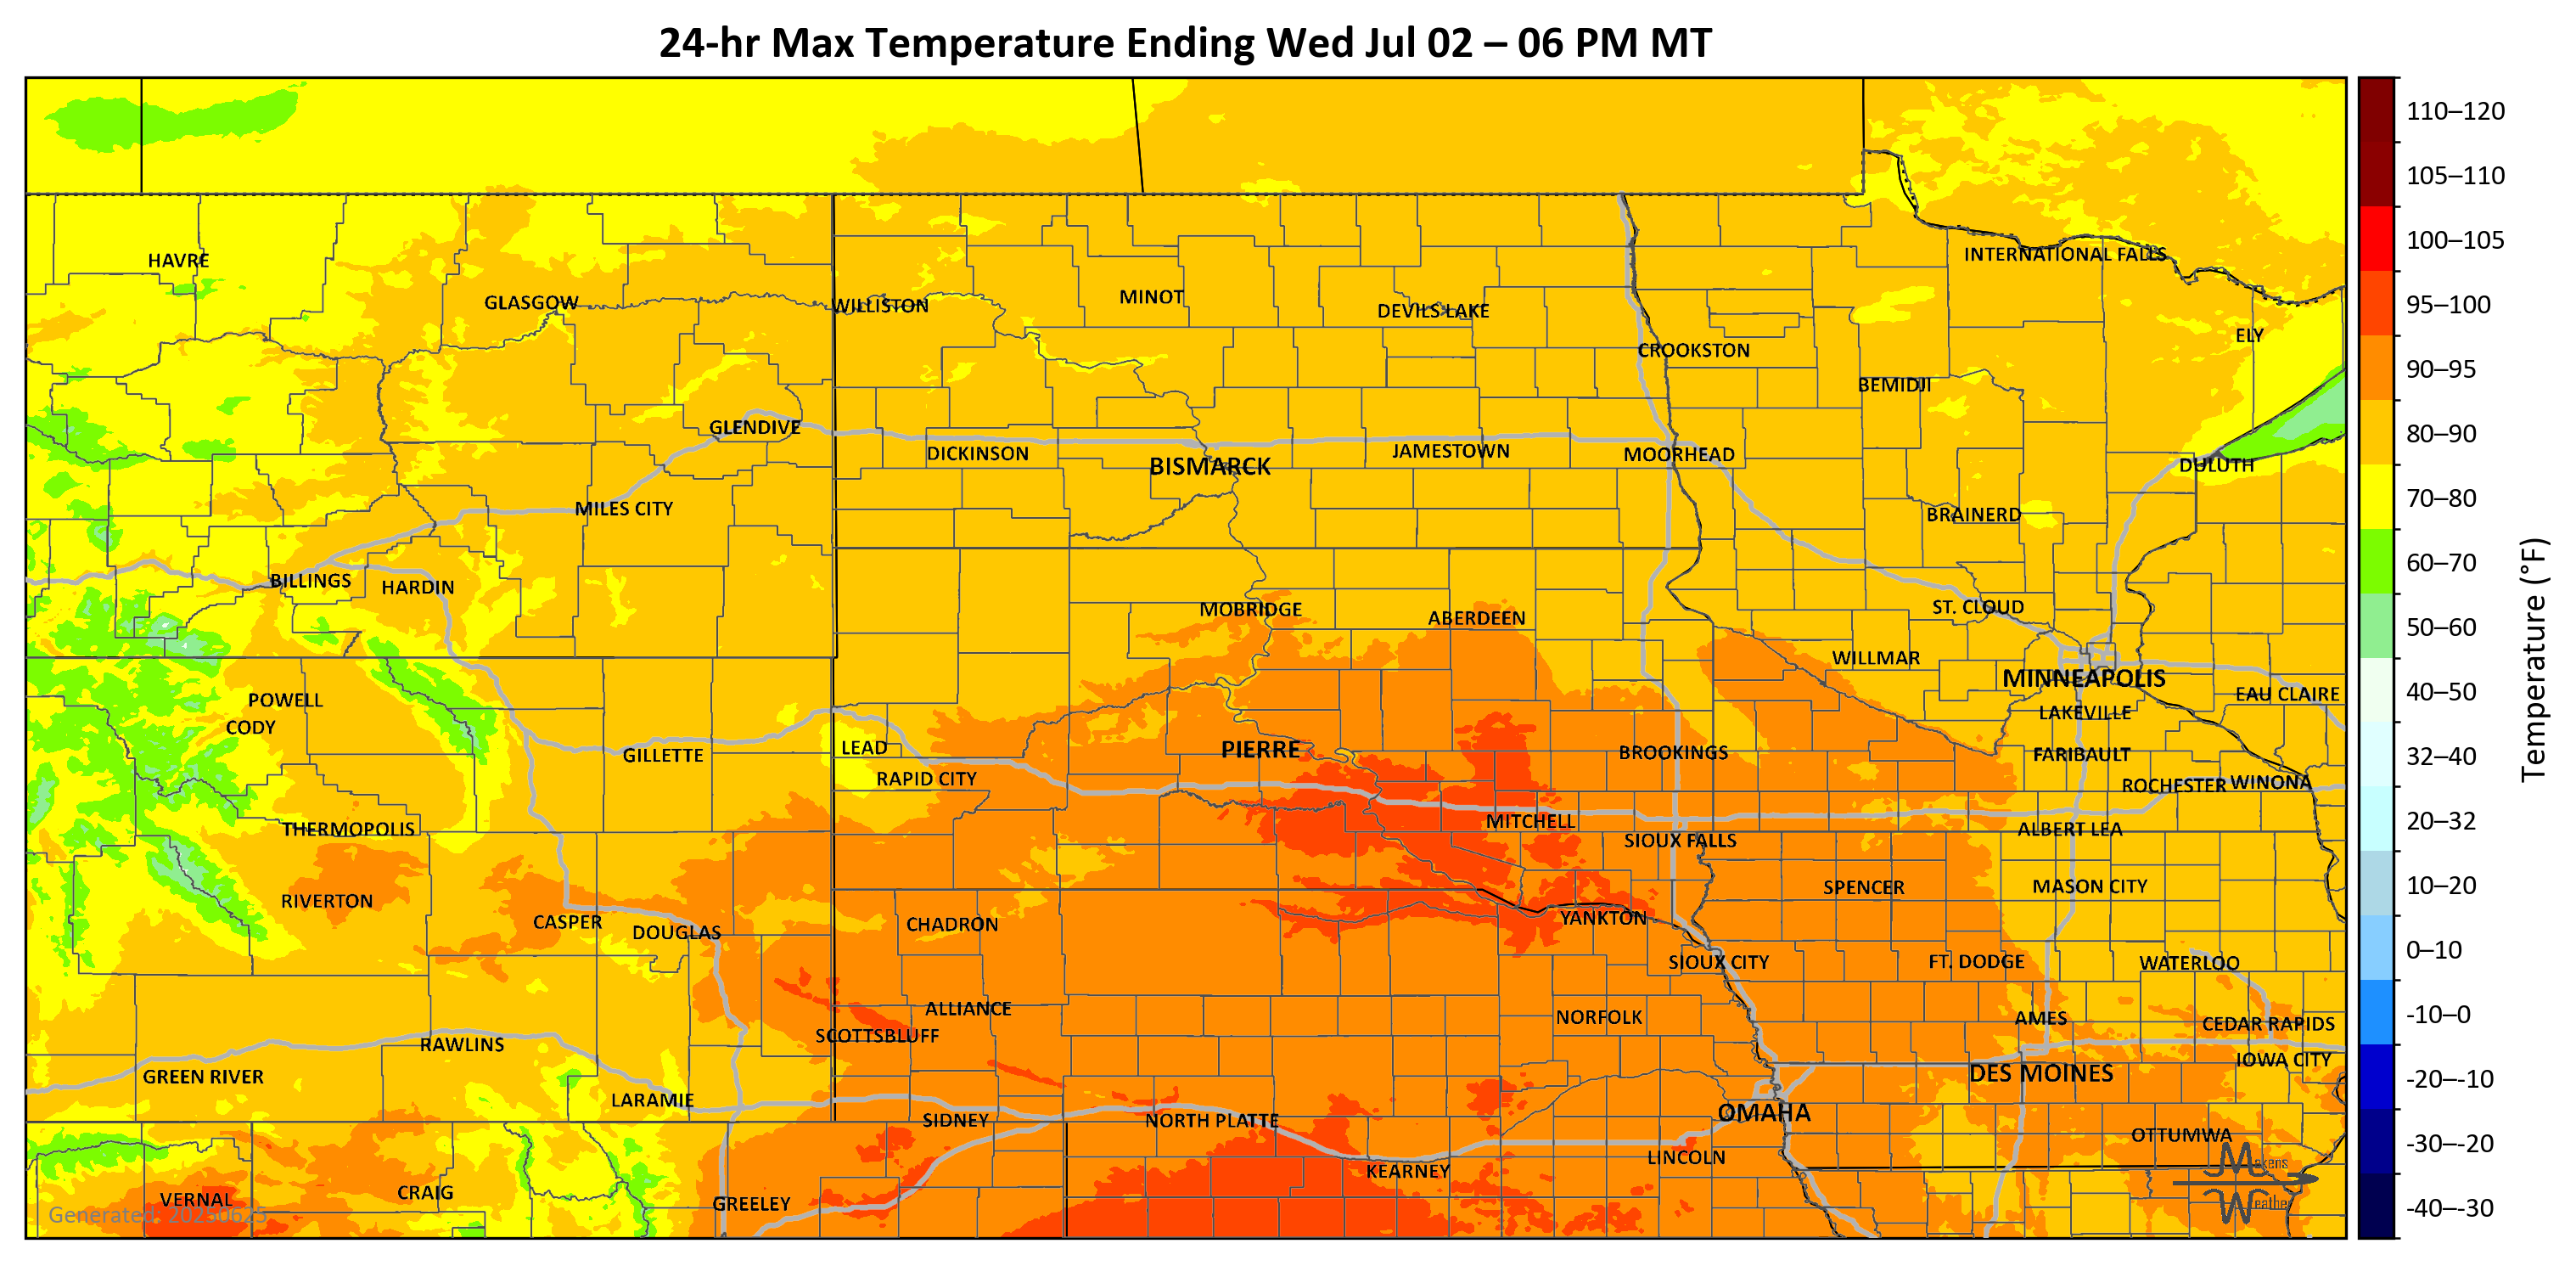 24-hr Max Temperature Ending Wed Jul 02 – 06 PM MT
110–120
105–110
100–105
95–100
90–95
80–90
70–80
60–70
50–60
40–50
32–40
20–32
10–20
0–10
-10–0
-20–-10
-30–-20
-40–-30
Temperature (°F)
HAVRE
GLASGOW
WILLISTON
MINOT
DEVILS LAKE
INTERNATIONAL FALLS
ELY
CROOKSTON
BEMIDJI
GLENDIVE
DICKINSON
BISMARCK
JAMESTOWN
MOORHEAD
DULUTH
MILES CITY
BRAINERD
BILLINGS
HARDIN
MOBRIDGE
ABERDEEN
ST. CLOUD
WILLMAR
MINNEAPOLIS
EAU CLAIRE
POWELL
CODY
LAKEVILLE
GILLETTE
LEAD
PIERRE
BROOKINGS
FARIBAULT
RAPID CITY
ROCHESTER
WINONA
THERMOPOLIS
MITCHELL
SIOUX FALLS
ALBERT LEA
RIVERTON
SPENCER
MASON CITY
CASPER
DOUGLAS
CHADRON
YANKTON
SIOUX CITY
FT. DODGE
WATERLOO
ALLIANCE
NORFOLK
AMES
CEDAR RAPIDS
SCOTTSBLUFF
RAWLINS
IOWA CITY
GREEN RIVER
DES MOINES
LARAMIE
SIDNEY
NORTH PLATTE
OMAHA
OTTUMWA
LINCOLN
KEARNEY
VERNAL
CRAIG
GREELEY
Makens
Weather
Generated: 20250625